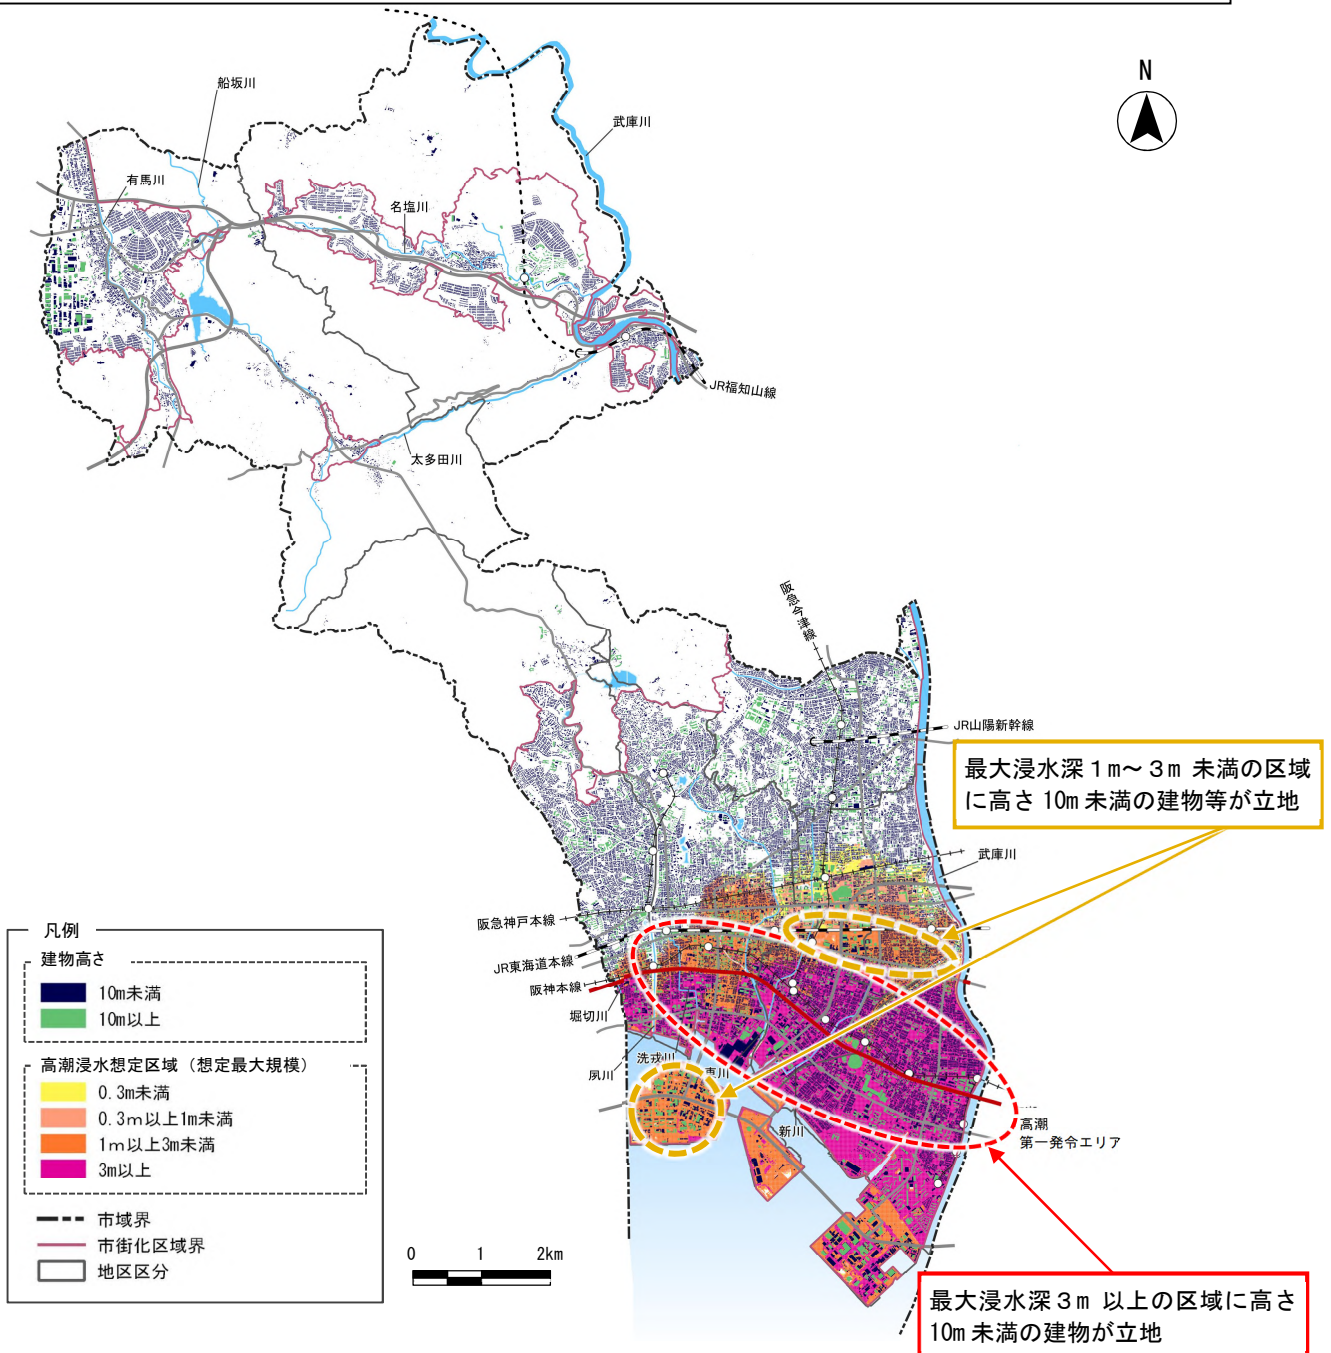 N
船坂川
武庫川
有馬川
名塩川
JR福知山線
太多田川
阪急今津線
JR山陽新幹線
最大浸水深1m～3m 未満の区域
に高さ 10m 未満の建物等が立地
武庫川
阪急神戸本線
JR東海道本線
阪神本線
堀切川
洗戎川
夙川
東川
新川
高潮
第一発令エリア
凡例
建物高さ
10m未満
10m以上
高潮浸水想定区域（想定最大規模）
0.3m未満
0.3m以上1m未満
1m以上3m未満
3m以上
市域界
市街化区域界
地区区分
0 1 2km
最大浸水深3m 以上の区域に高さ
10m 未満の建物が立地